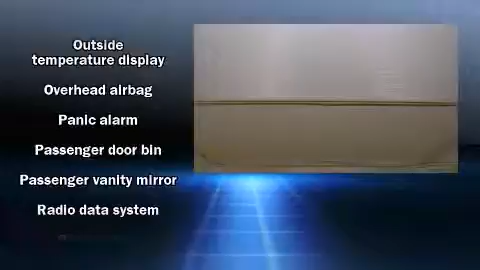 Outside
temperature display
Overhead airbag
Panic alarm
Passenger door bin
Passenger vanity mirror
Radio data system